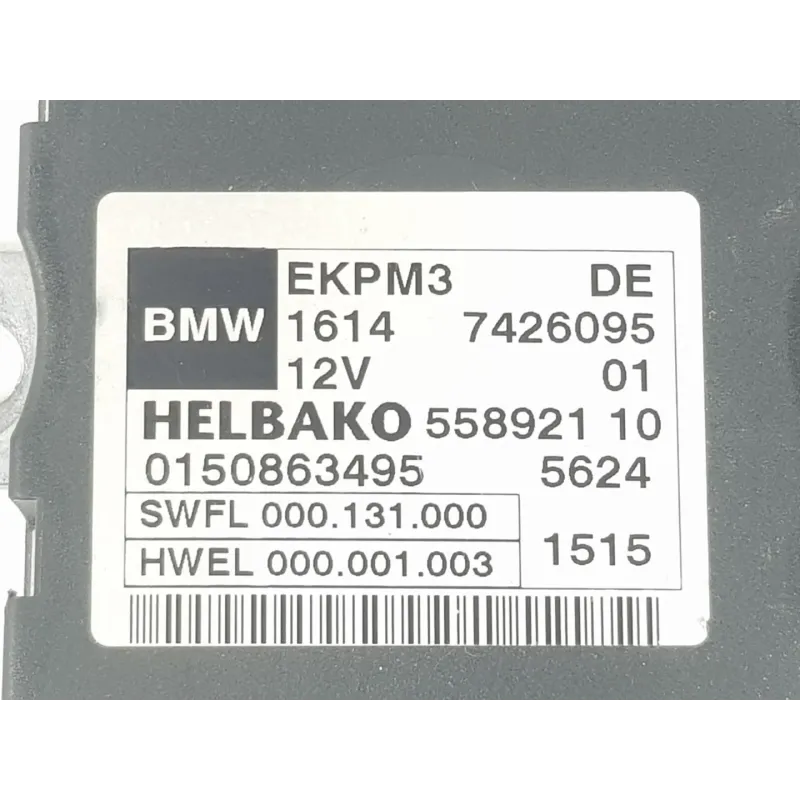 EKPM3 DE
BMW 1614 7426095
12V 01
HELBAKO 558921 10
0150863495 5624
SWFL 000.131.000
HWEL 000.001.003 1515